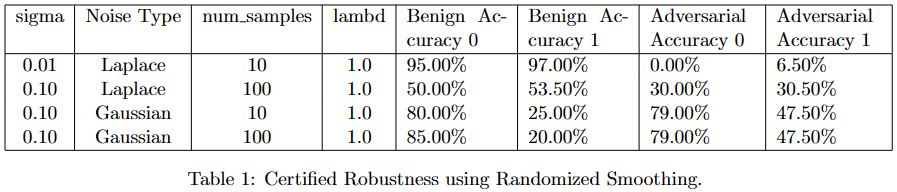 sigma Noise Type num_samples lambd Benign Ac- Benign Ac- Adversarial Adversarial
curacy 0 curacy 1 Accuracy 0 Accuracy 1
0.01 Laplace 10 1.0 95.00% 97.00% 0.00% 6.50%
0.10 Laplace 100 1.0 50.00% 53.50% 30.00% 30.50%
0.10 Gaussian 10 1.0 80.00% 25.00% 79.00% 47.50%
0.10 Gaussian 100 1.0 85.00% 20.00% 79.00% 47.50%
Table 1: Certified Robustness using Randomized Smoothing.